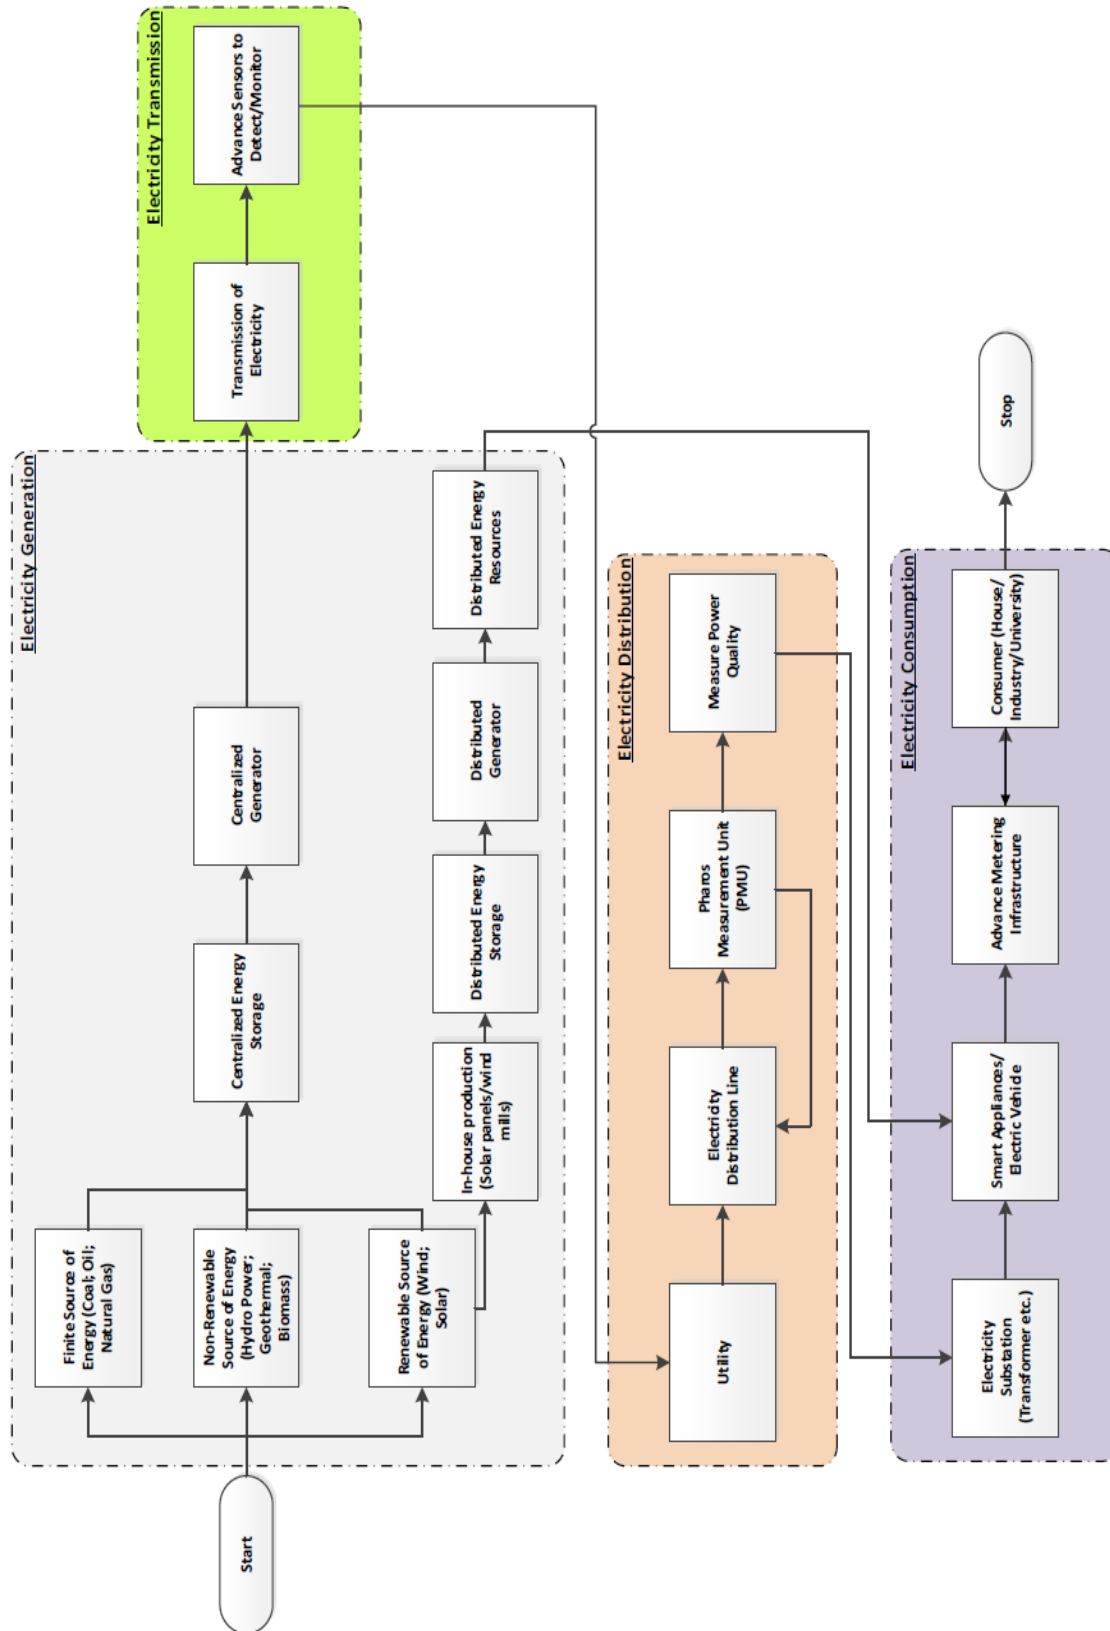 Start
Electricity Generation
Finite Source of
Energy (Coal; Oil;
Natural Gas)
Non-Renewable
Source of Energy
(Hydro Power;
Geothermal;
Biomass)
Renewable Source
of Energy (Wind;
Solar)
Centralized Energy
Storage
Centralized
Generator
In-house production
(Solar panels/wind
mills)
Distributed Energy
Storage
Distributed
Generator
Distributed Energy
Resources
Electricity Transmission
Transmission of
Electricity
Advance Sensors to
Detect/Monitor
Electricity Distribution
Utility
Electricity
Distribution Line
Pharos
Measurement Unit
(PMU)
Measure Power
Quality
Electricity Consumption
Electricity
Substation
(Transformer etc.)
Smart Appliances/
Electric Vehicle
Advance Metering
Infrastructure
Consumer (House/
Industry/University)
Stop